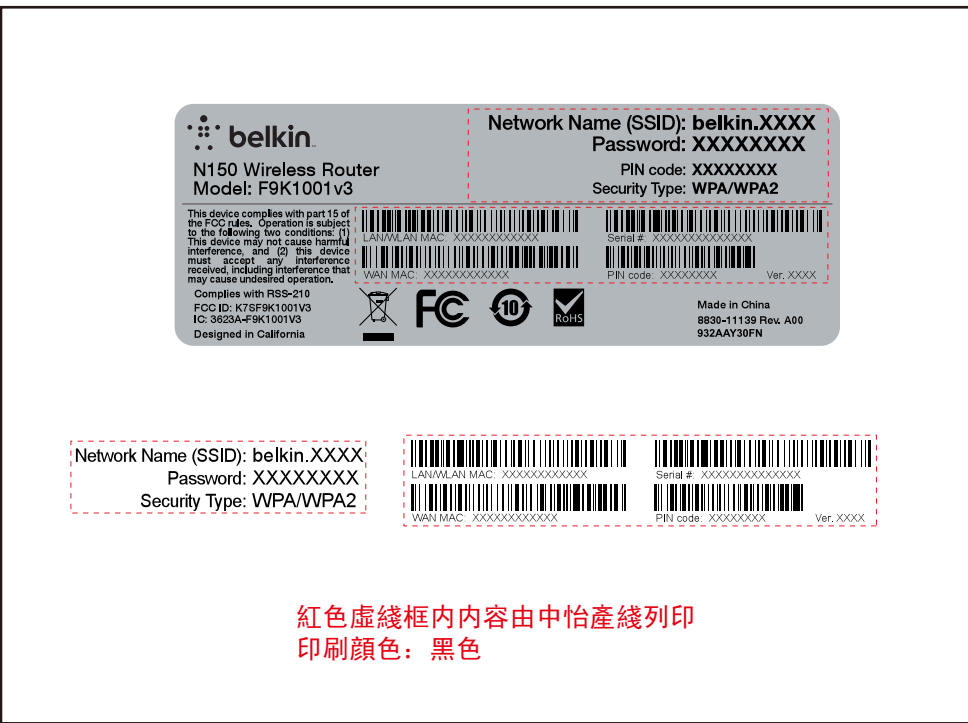 belkin™
N150 Wireless Router
Model: F9K1001v3
Network Name (SSID): belkin.XXXX
Password: XXXXXXXX
PIN code: XXXXXXXX
Security Type: WPA/WPA2
This device complies with part 15 of
the FCC rules. Operation is subject
to the following two conditions: (1)
This device may not cause harmful
interference, and (2) this device
must accept any interference
received, including interference that
may cause undesired operation.
Complies with RSS-210
FCC ID: K7SF9K1001V3
IC: 3623A-F9K1001V3
Designed in California
LAN/WLAN MAC: XXXXXXXXXXXX
Serial #: XXXXXXXXXXXXXX
WAN MAC: XXXXXXXXXXXX
PIN code: XXXXXXXX Ver. XXXX
FC
10
RoHS
Made in China
8830-11139 Rev. A00
932AAY30FN
Network Name (SSID): belkin.XXXX
Password: XXXXXXXX
Security Type: WPA/WPA2
LAN/WLAN MAC: XXXXXXXXXXXX
Serial #: XXXXXXXXXXXXXX
WAN MAC: XXXXXXXXXXXX
PIN code: XXXXXXXX Ver. XXXX
紅色虛綫框内内容由中怡產綫列印
印刷顏色：黑色